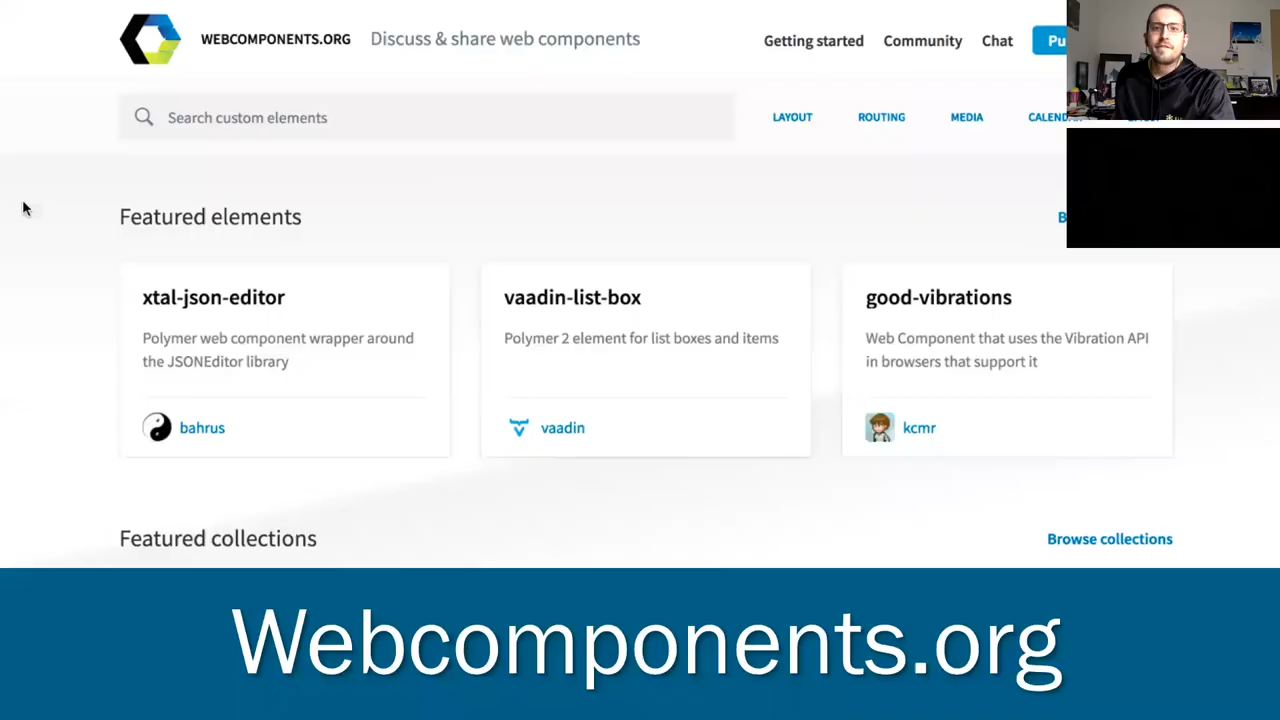 WEBCOMPONENTS.ORG Discuss & share web components Getting started Community Chat Pu
Search custom elements LAYOUT ROUTING MEDIA CALENDAR
Featured elements B
xtal-json-editor
Polymer web component wrapper around
the JSONEditor library
bahrus
vaadin-list-box
Polymer 2 element for list boxes and items
vaadin
good-vibrations
Web Component that uses the Vibration API
in browsers that support it
kcmr
Featured collections Browse collections
Webcomponents.org